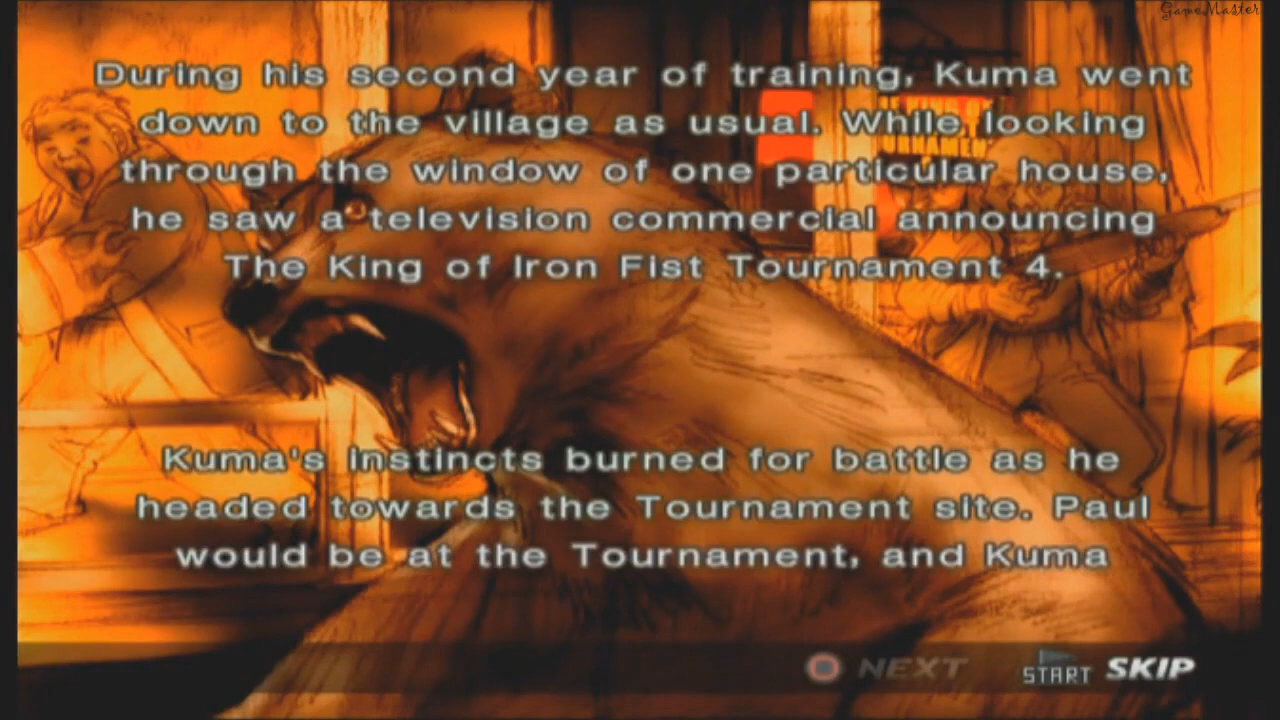 GameMaster
During his second year of training, Kuma went
down to the village as usual. While looking
through the window of one particular house,
he saw a television commercial announcing
The King of Iron Fist Tournament 4.
Kuma's instincts burned for battle as he
headed towards the Tournament site. Paul
would be at the Tournament, and Kuma
NEXT START SKIP